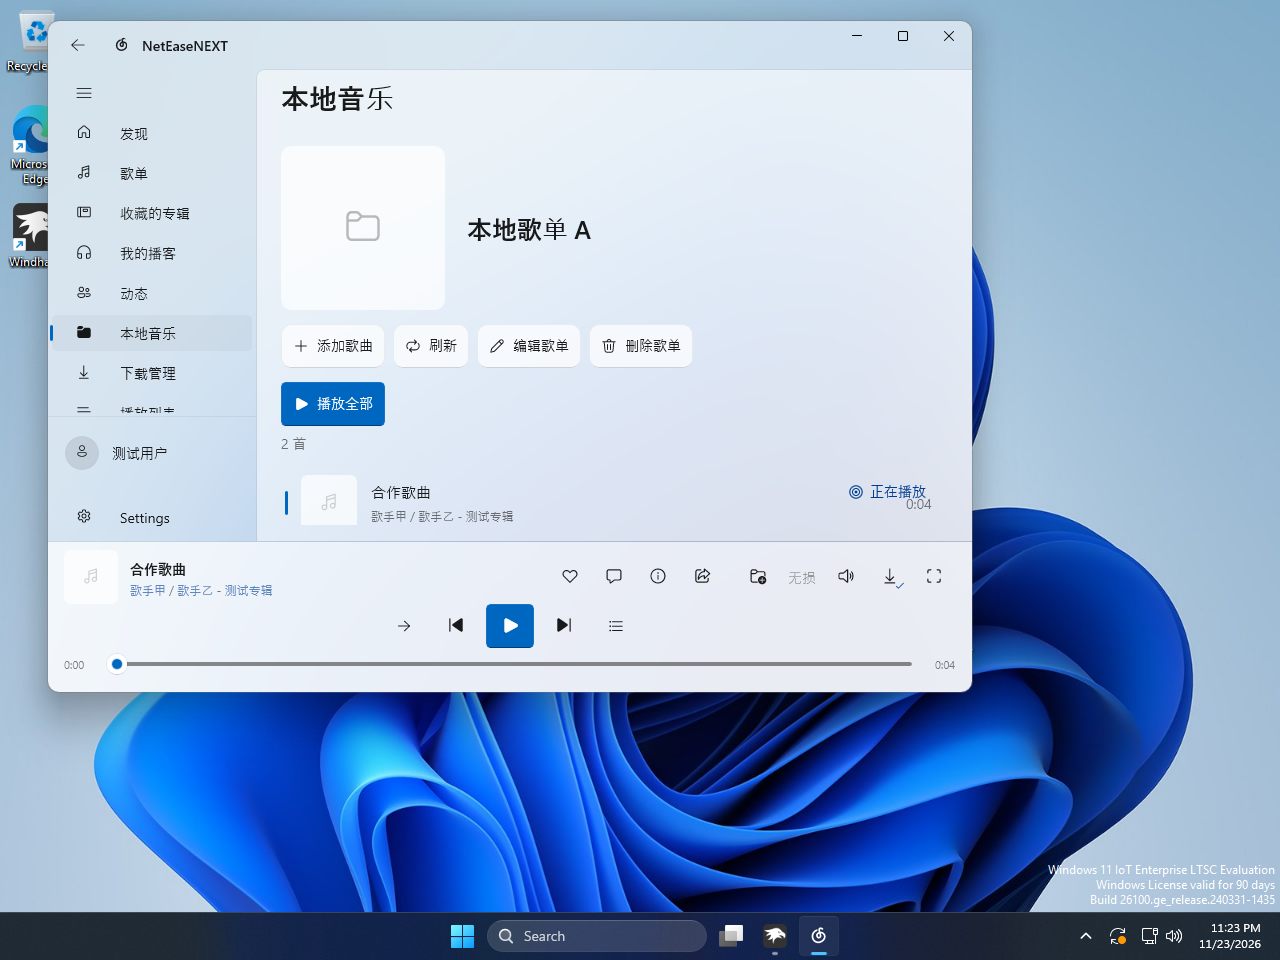 Recycle
Micros
Edge
Windha
NetEaseNEXT
发现
歌单
收藏的专辑
我的播客
动态
本地音乐
下载管理
播放列表
测试用户
Settings
本地音乐
本地歌单 A
添加歌曲
刷新
编辑歌单
删除歌单
播放全部
2 首
合作歌曲
歌手甲 / 歌手乙 - 测试专辑
正在播放
0:04
合作歌曲
歌手甲 / 歌手乙 - 测试专辑
无损
0:00
0:04
Windows 11 IoT Enterprise LTSC Evaluation
Windows License valid for 90 days
Build 26100.ge_release.240331-1435
Search
11:23 PM
11/23/2026